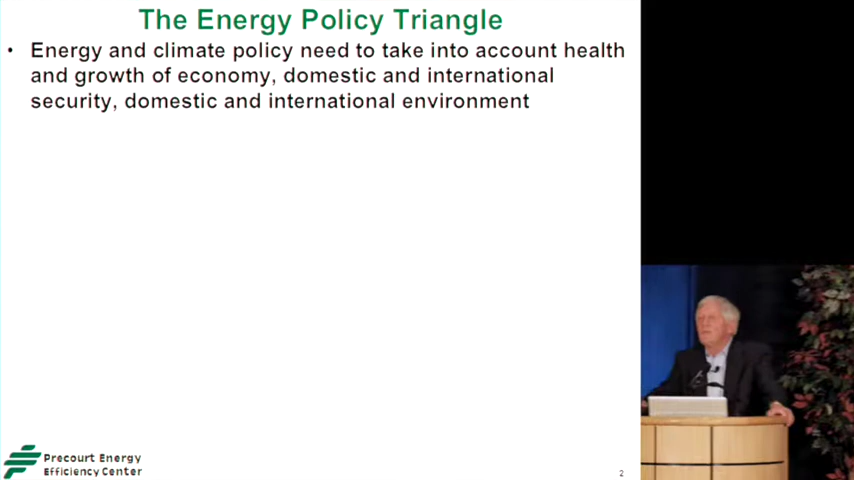 The Energy Policy Triangle
• Energy and climate policy need to take into account health
and growth of economy, domestic and international
security, domestic and international environment
Precourt Energy
Efficiency Center
2